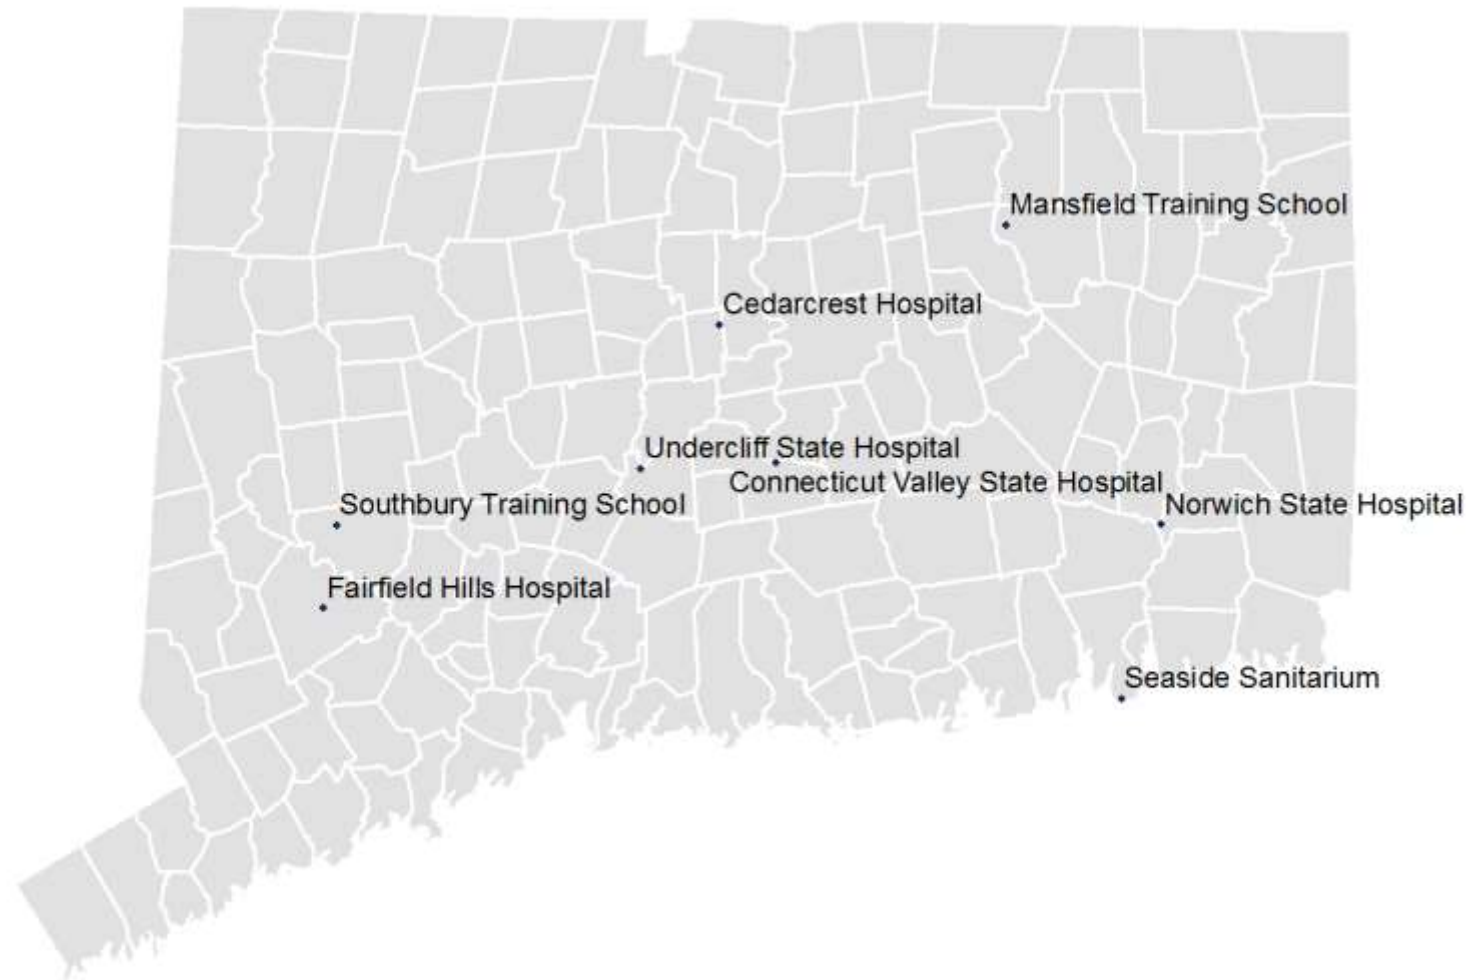 Mansfield Training School
Cedarcrest Hospital
Undercliff State Hospital
Connecticut Valley State Hospital
Southbury Training School
Norwich State Hospital
Fairfield Hills Hospital
Seaside Sanitarium